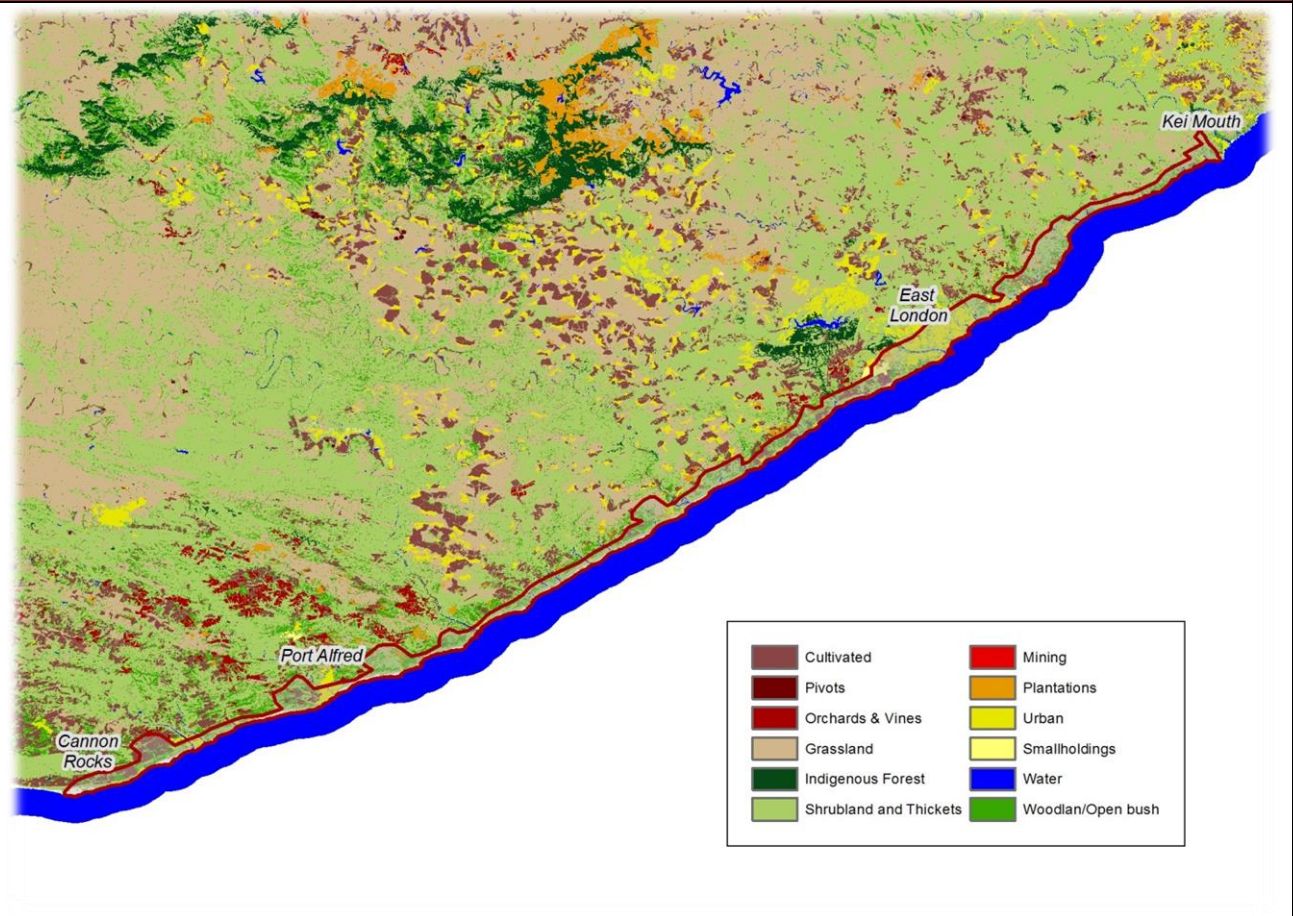 Kei Mouth
East
London
Port Alfred
Cannon
Rocks
Cultivated
Pivots
Orchards & Vines
Grassland
Indigenous Forest
Shrubland and Thickets
Mining
Plantations
Urban
Smallholdings
Water
Woodlan/Open bush